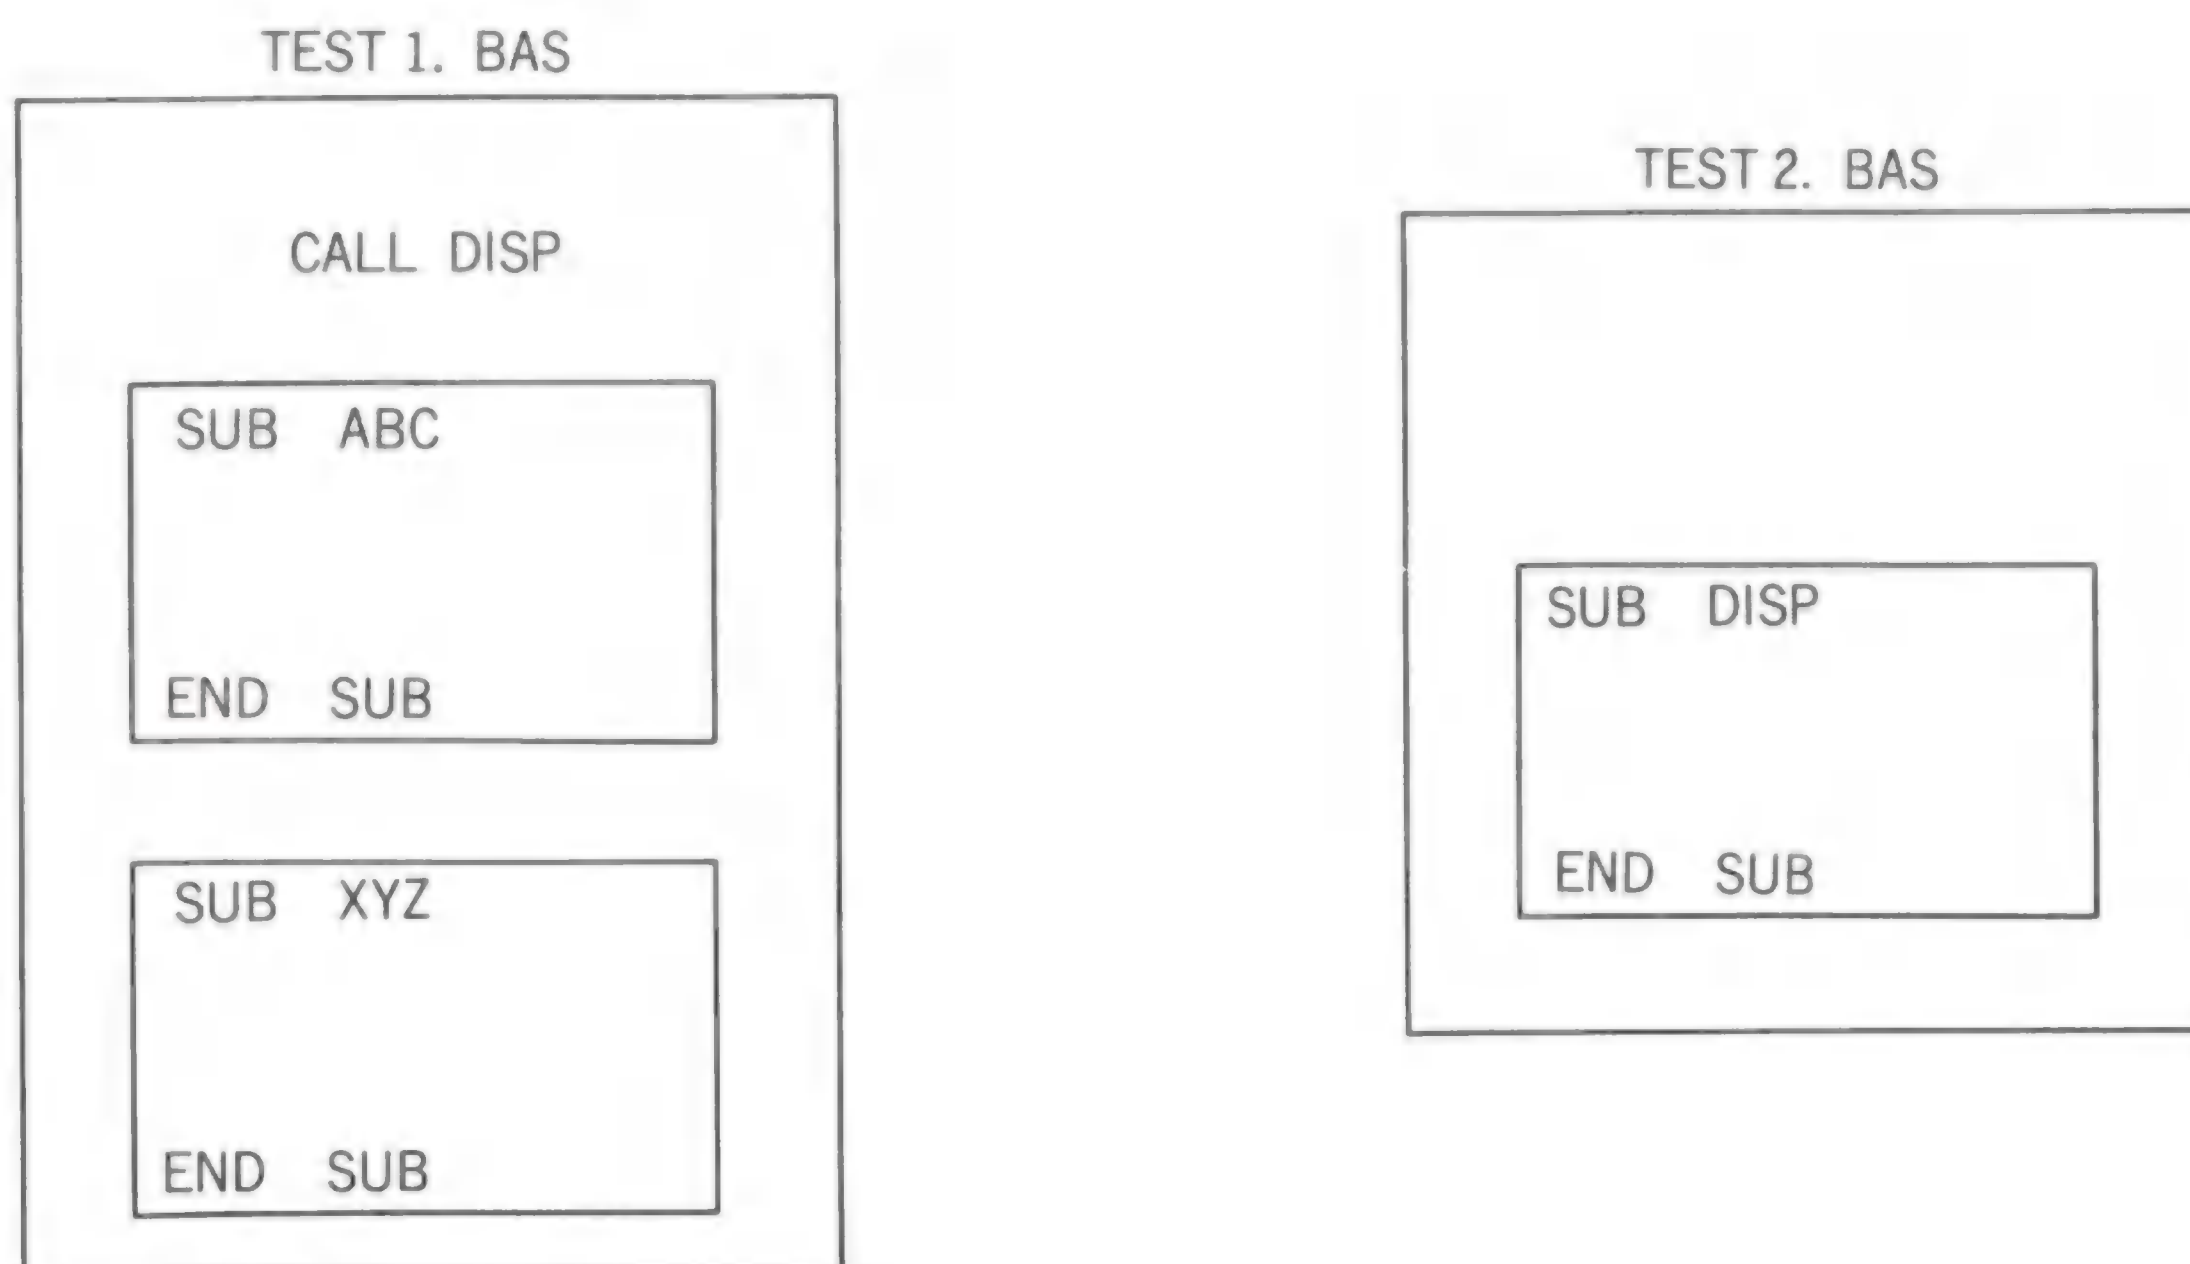 TEST 1. BAS
CALL DISP
SUB ABC
END SUB
SUB XYZ
END SUB
TEST 2. BAS
SUB DISP
END SUB